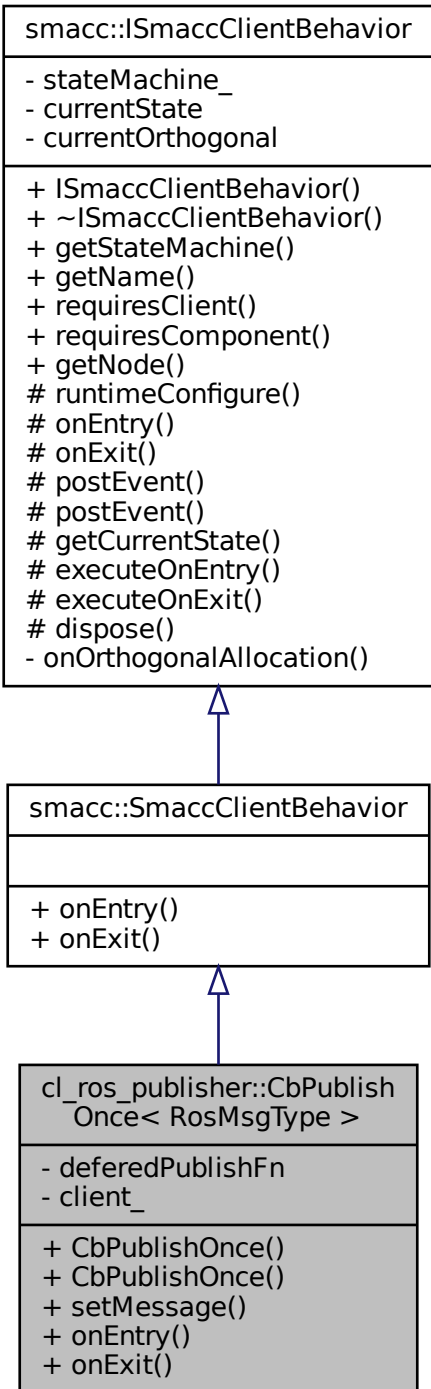 smacc::ISmaccClientBehavior
- stateMachine_
- currentState
- currentOrthogonal
+ ISmaccClientBehavior()
+ ~ISmaccClientBehavior()
+ getStateMachine()
+ getName()
+ requiresClient()
+ requiresComponent()
+ getNode()
# runtimeConfigure()
# onEntry()
# onExit()
# postEvent()
# postEvent()
# getCurrentState()
# executeOnEntry()
# executeOnExit()
# dispose()
- onOrthogonalAllocation()
smacc::SmaccClientBehavior
+ onEntry()
+ onExit()
cl_ros_publisher::CbPublish
Once< RosMsgType >
- deferedPublishFn
- client_
+ CbPublishOnce()
+ CbPublishOnce()
+ setMessage()
+ onEntry()
+ onExit()